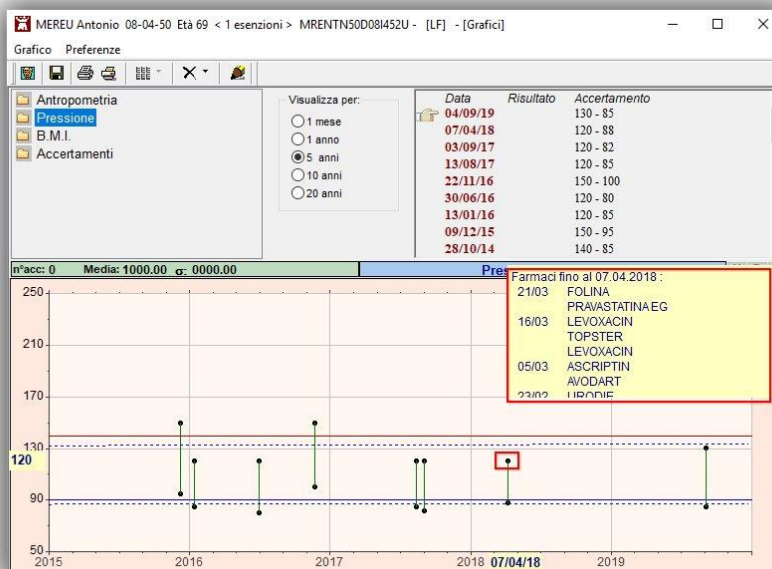 MEREU Antonio 08-04-50 Età 69 < 1 esenzioni > MRENTN50D08I452U - [LF] - [Grafici]
Grafico Preferenze
Antropometria
Pressione
B.M.I.
Accertamenti
Visualizza per:
1 mese
1 anno
5 anni
10 anni
20 anni
Data Risultato Accertamento
04/09/19 130 - 85
07/04/18 120 - 88
03/09/17 120 - 82
13/08/17 120 - 85
22/11/16 150 - 100
30/06/16 120 - 80
13/01/16 120 - 85
09/12/15 150 - 95
28/10/14 140 - 85
n°acc: 0 Media: 1000.00 σ: 0000.00
Farmaci fino al 07.04.2018 :
21/03 FOLINA
PRAVASTATINA EG
16/03 LEVOXACIN
TOPSTER
LEVOXACIN
05/03 ASCRIPTIN
AVODART
23/02 URODIE
250
210
170
130
120
90
50
2015 2016 2017 2018 07/04/18 2019